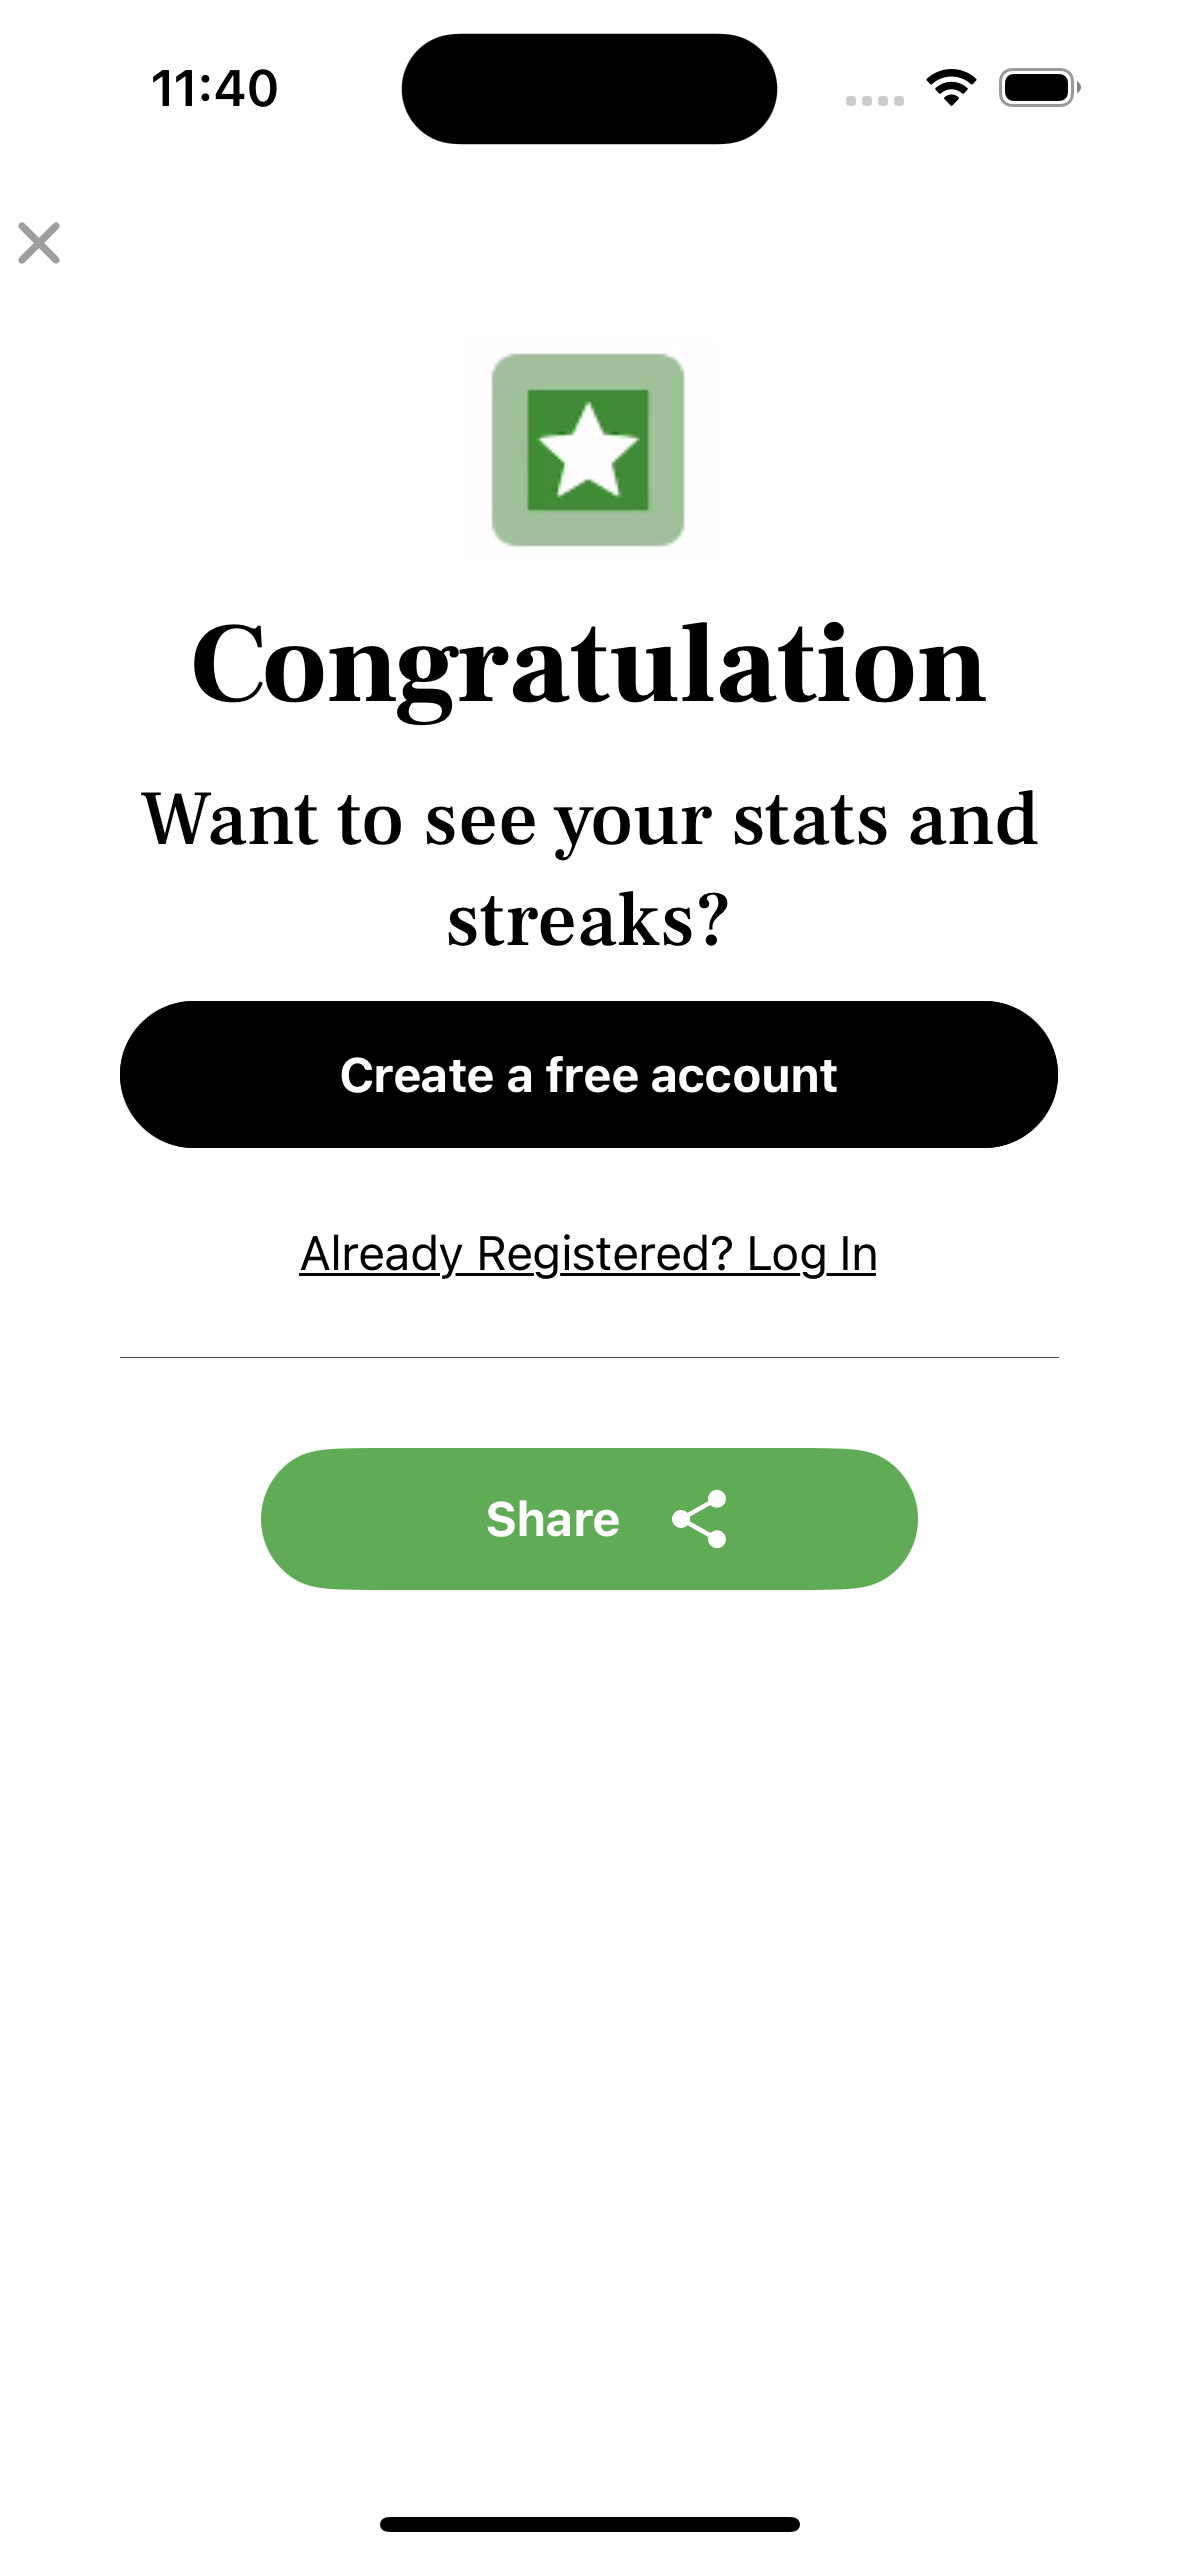 11:40
Congratulation
Want to see your stats and
streaks?
Create a free account
Already Registered? Log In
Share